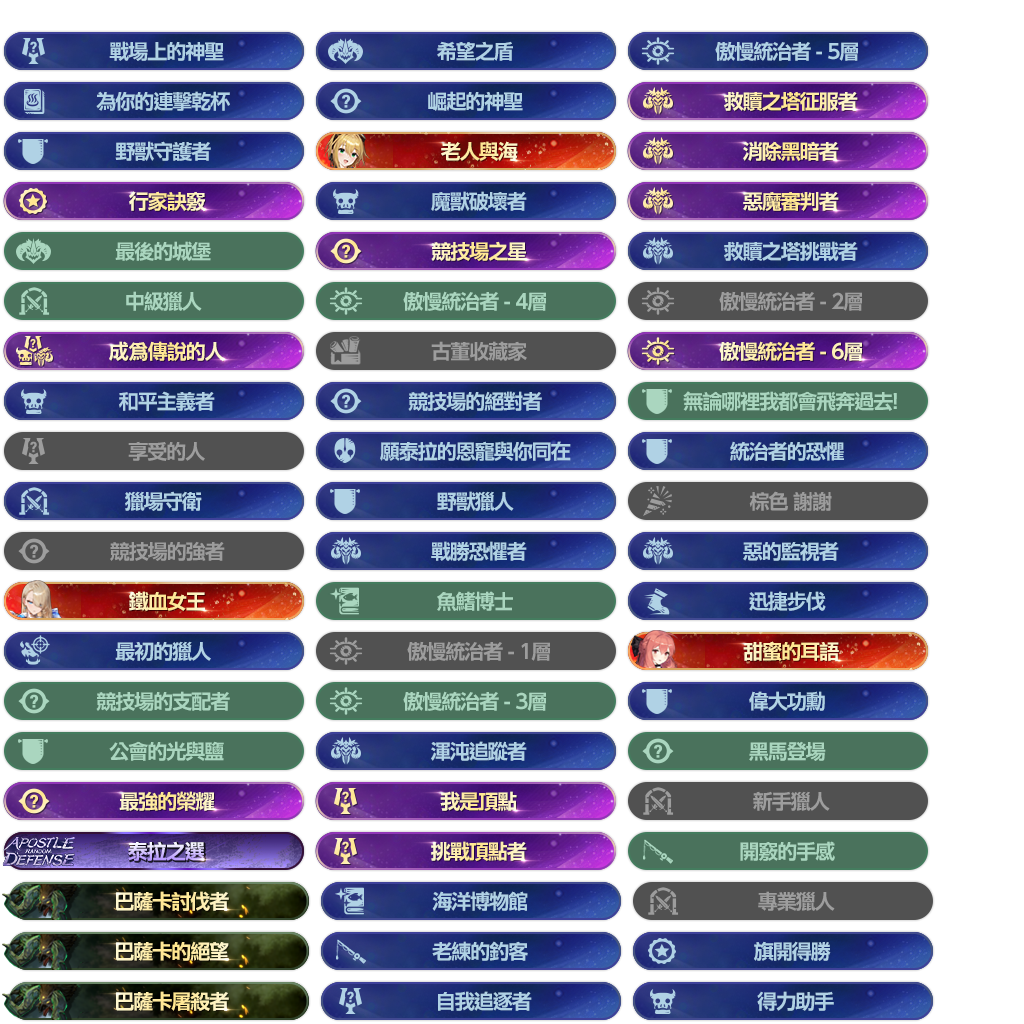 戰場上的神聖
希望之盾
傲慢統治者 - 5層
為你的連擊乾杯
崛起的神聖
救贖之塔征服者
野獸守護者
老人與海
消除黑暗者
行家訣竅
魔獸破壞者
惡魔審判者
最後的城堡
競技場之星
救贖之塔挑戰者
中級獵人
傲慢統治者 - 4層
傲慢統治者 - 2層
成爲傳說的人
古董收藏家
傲慢統治者 - 6層
和平主義者
競技場的絕對者
無論哪裡我都會飛奔過去!
享受的人
願泰拉的恩寵與你同在
統治者的恐懼
獵場守衛
野獸獵人
棕色 謝謝
競技場的強者
戰勝恐懼者
惡的監視者
鐵血女王
魚鰭博士
迅捷步伐
最初的獵人
傲慢統治者 - 1層
甜蜜的耳語
競技場的支配者
傲慢統治者 - 3層
偉大功勳
公會的光與鹽
渾沌追蹤者
黑馬登場
最強的榮耀
我是頂點
新手獵人
APOSTLE
RANDOM
DEFENSE
泰拉之選
挑戰頂點者
開竅的手感
巴薩卡討伐者
海洋博物館
專業獵人
巴薩卡的絕望
老練的釣客
旗開得勝
巴薩卡屠殺者
自我追逐者
得力助手